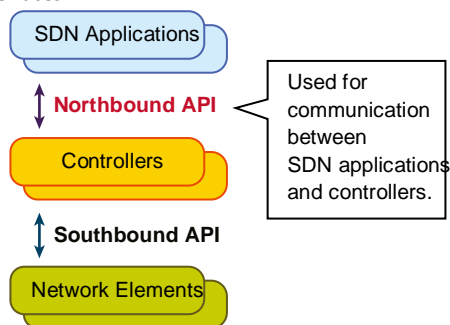 SDN Applications
Northbound API
Used for
communication
between
SDN applications
and controllers.
Controllers
Southbound API
Network Elements